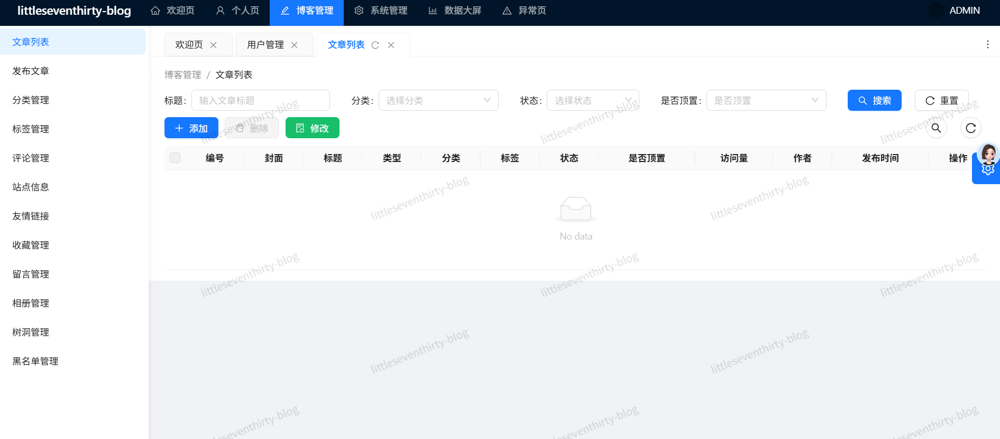 littleseventhirty-blog 欢迎页 个人页 博客管理 系统管理 数据大屏 异常页 ADMIN
文章列表
发布文章
分类管理
标签管理
评论管理
站点信息
友情链接
收藏管理
留言管理
相册管理
树洞管理
黑名单管理
欢迎页 用户管理 文章列表
博客管理 / 文章列表
标题: 输入文章标题 分类: 选择分类 状态: 选择状态 是否顶置: 是否顶置 搜索 重置
添加 删除 修改
编号 封面 标题 类型 分类 标签 状态 是否顶置 访问量 作者 发布时间 操作
No data
littleseventhirty-blog
littleseventhirty-blog
littleseventhirty-blog
littleseventhirty-blog
littleseventhirty-blog
littleseventhirty-blog
littleseventhirty-blog
littleseventhirty-blog
littleseventhirty-blog
littleseventhirty-blog
littleseventhirty-blog
littleseventhirty-blog
littleseventhirty-blog